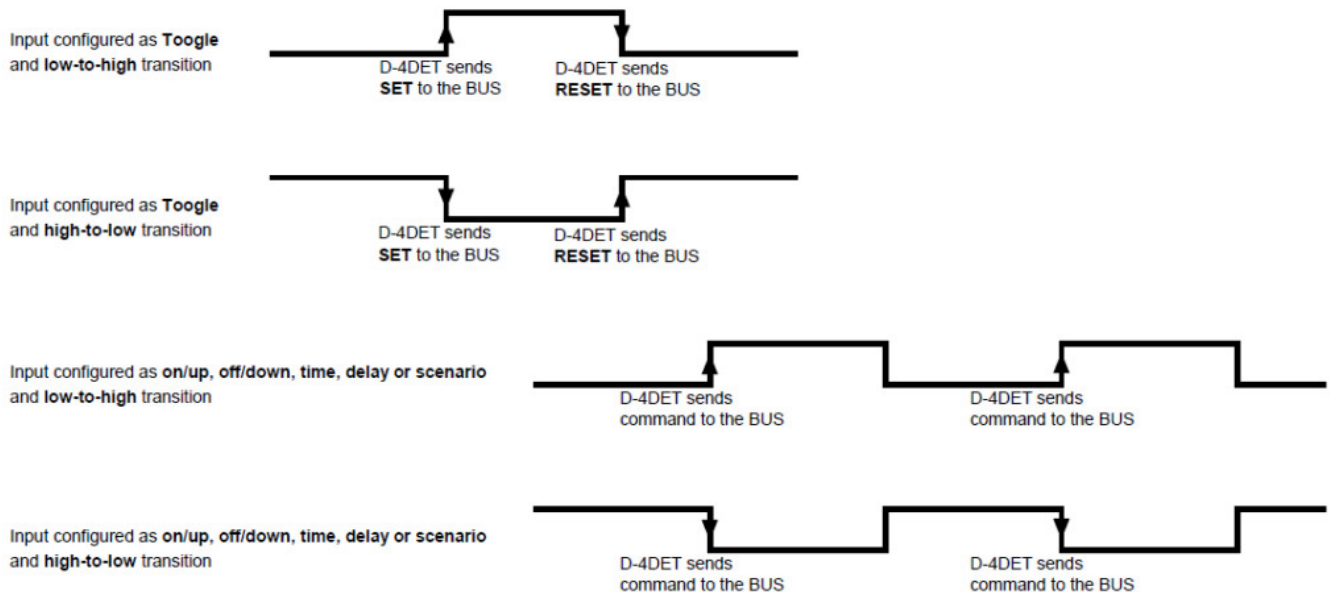 Input configured as Toogle
and low-to-high transition
D-4DET sends
SET to the BUS
D-4DET sends
RESET to the BUS
Input configured as Toogle
and high-to-low transition
D-4DET sends
SET to the BUS
D-4DET sends
RESET to the BUS
Input configured as on/up, off/down, time, delay or scenario
and low-to-high transition
D-4DET sends
command to the BUS
D-4DET sends
command to the BUS
Input configured as on/up, off/down, time, delay or scenario
and high-to-low transition
D-4DET sends
command to the BUS
D-4DET sends
command to the BUS